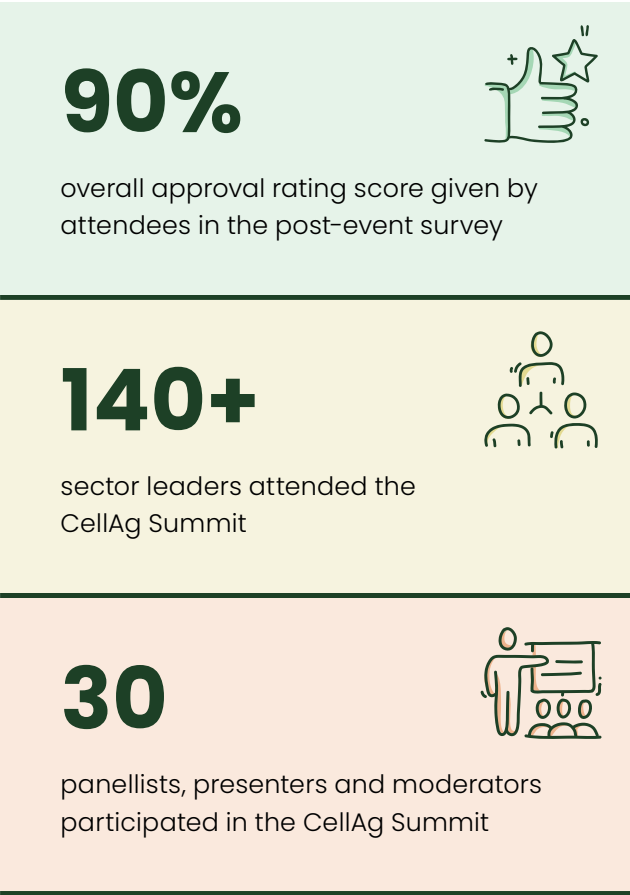 90%
overall approval rating score given by
attendees in the post-event survey
140+
sector leaders attended the
CellAg Summit
30
panellists, presenters and moderators
participated in the CellAg Summit